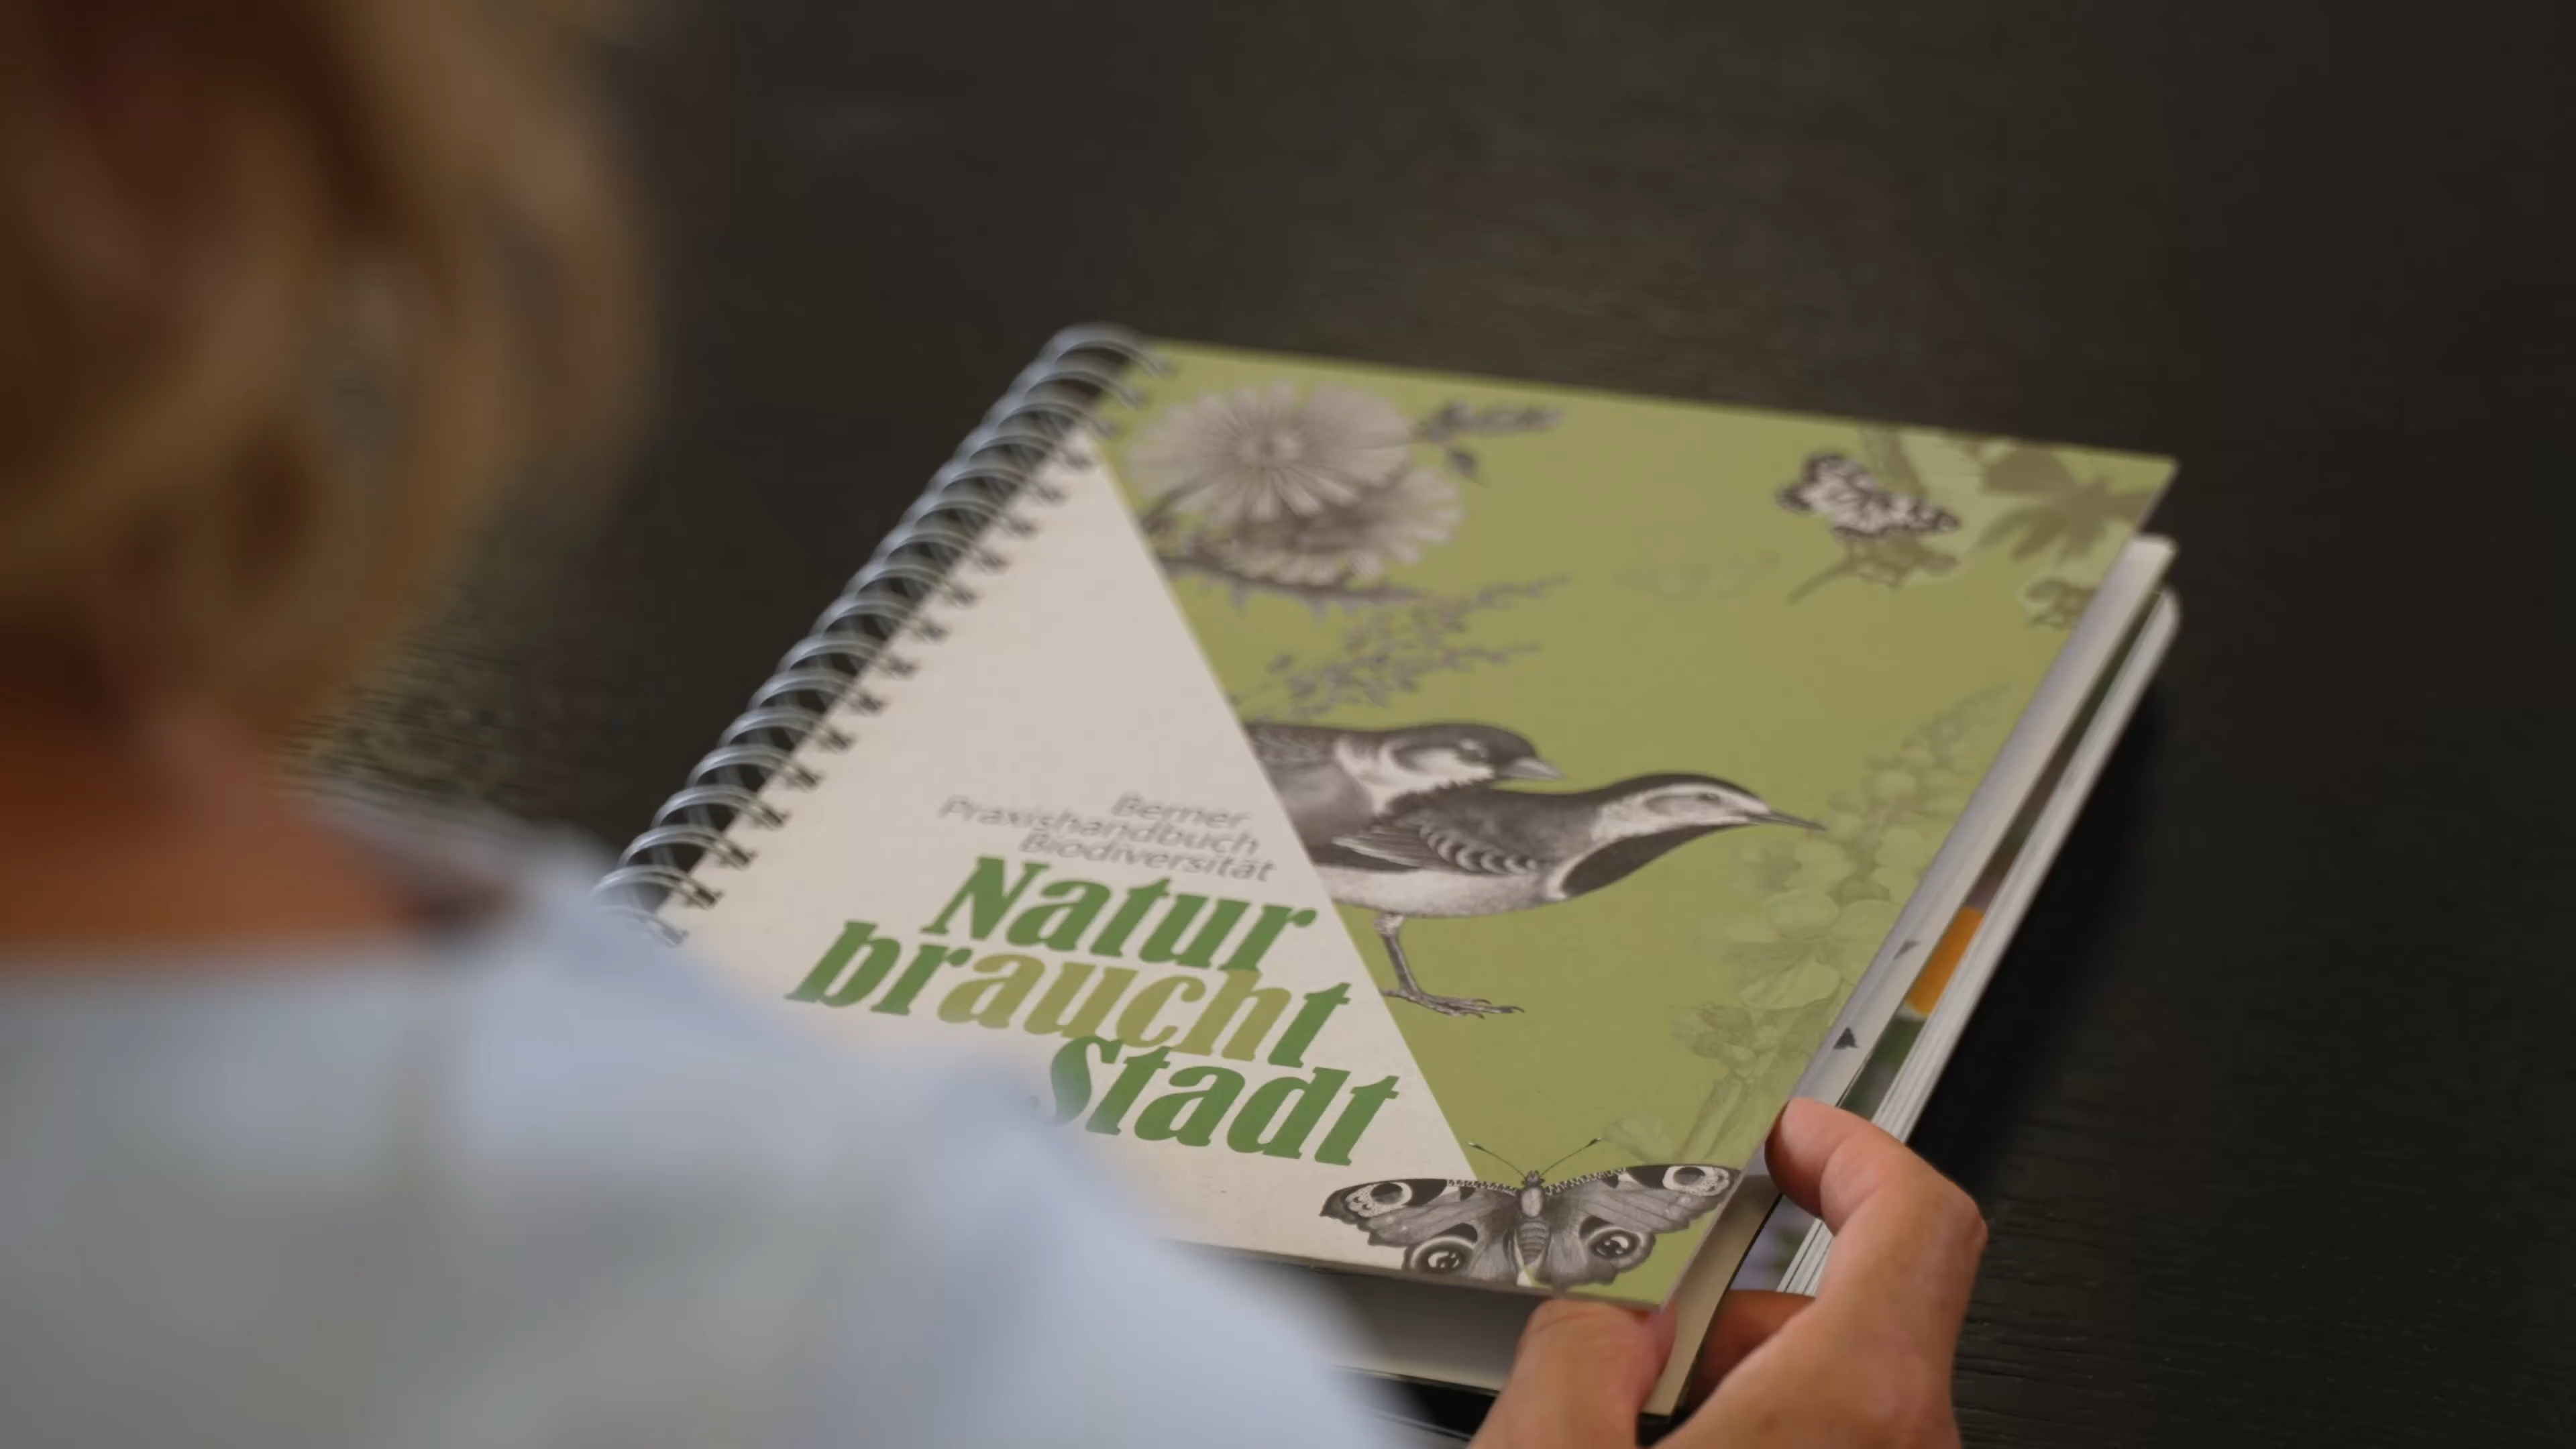 Berner
Praxishandbuch
Biodiversität
Natur
braucht
Stadt